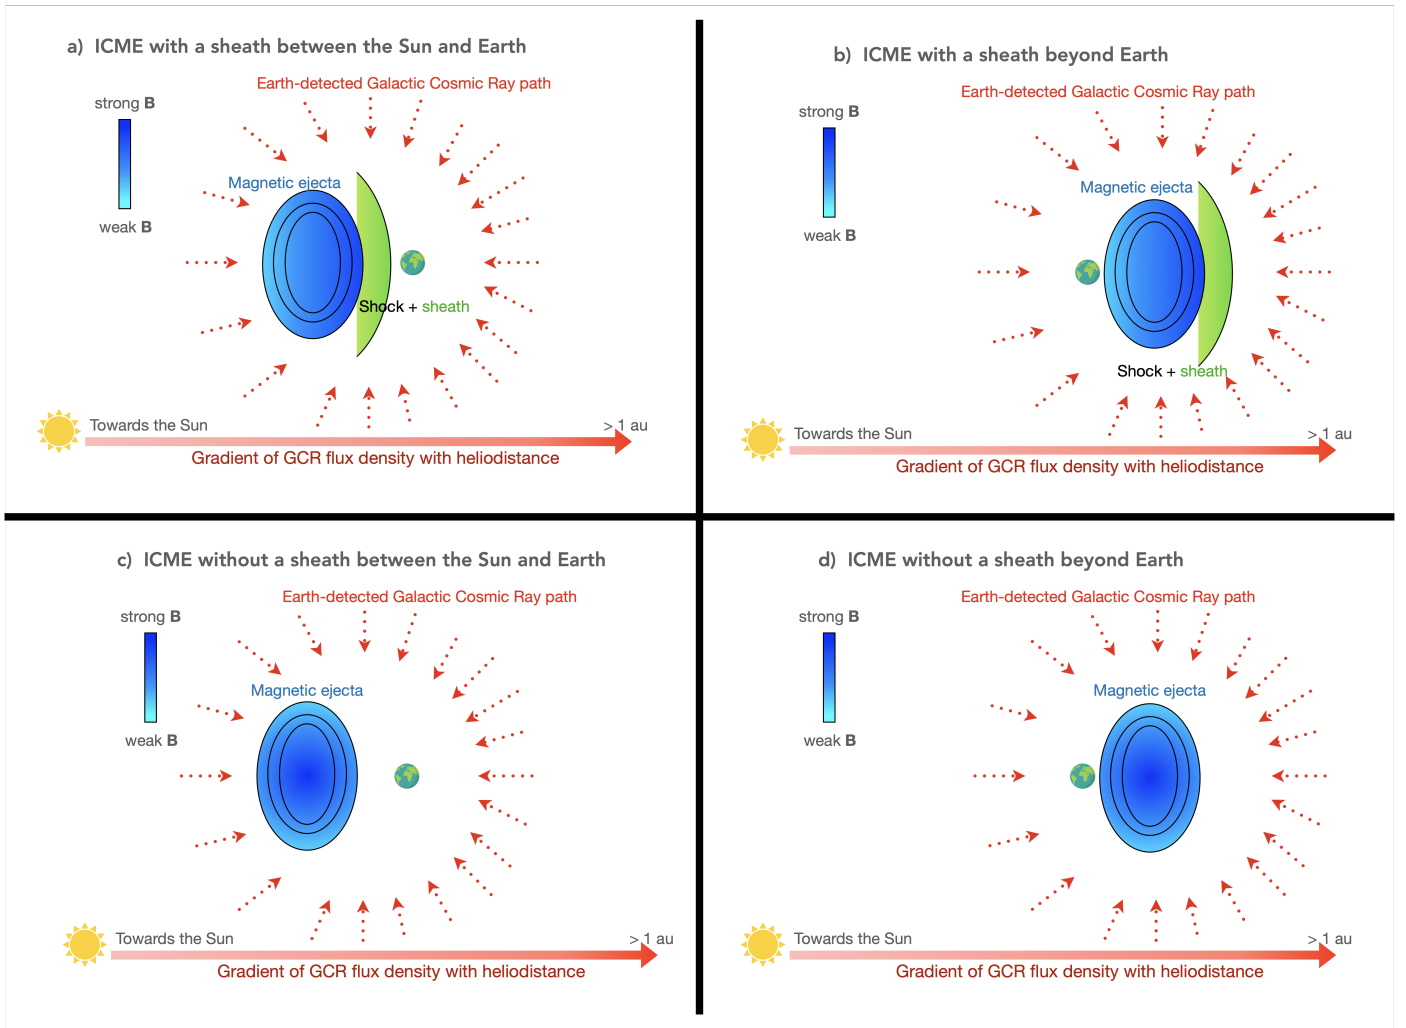 a) ICME with a sheath between the Sun and Earth
Earth-detected Galactic Cosmic Ray path
strong B
weak B
Magnetic ejecta
Shock + sheath
Towards the Sun
> 1 au
Gradient of GCR flux density with heliodistance
b) ICME with a sheath beyond Earth
Earth-detected Galactic Cosmic Ray path
strong B
weak B
Magnetic ejecta
Shock + sheath
Towards the Sun
> 1 au
Gradient of GCR flux density with heliodistance
c) ICME without a sheath between the Sun and Earth
Earth-detected Galactic Cosmic Ray path
strong B
weak B
Magnetic ejecta
Towards the Sun
> 1 au
Gradient of GCR flux density with heliodistance
d) ICME without a sheath beyond Earth
Earth-detected Galactic Cosmic Ray path
strong B
weak B
Magnetic ejecta
Towards the Sun
> 1 au
Gradient of GCR flux density with heliodistance